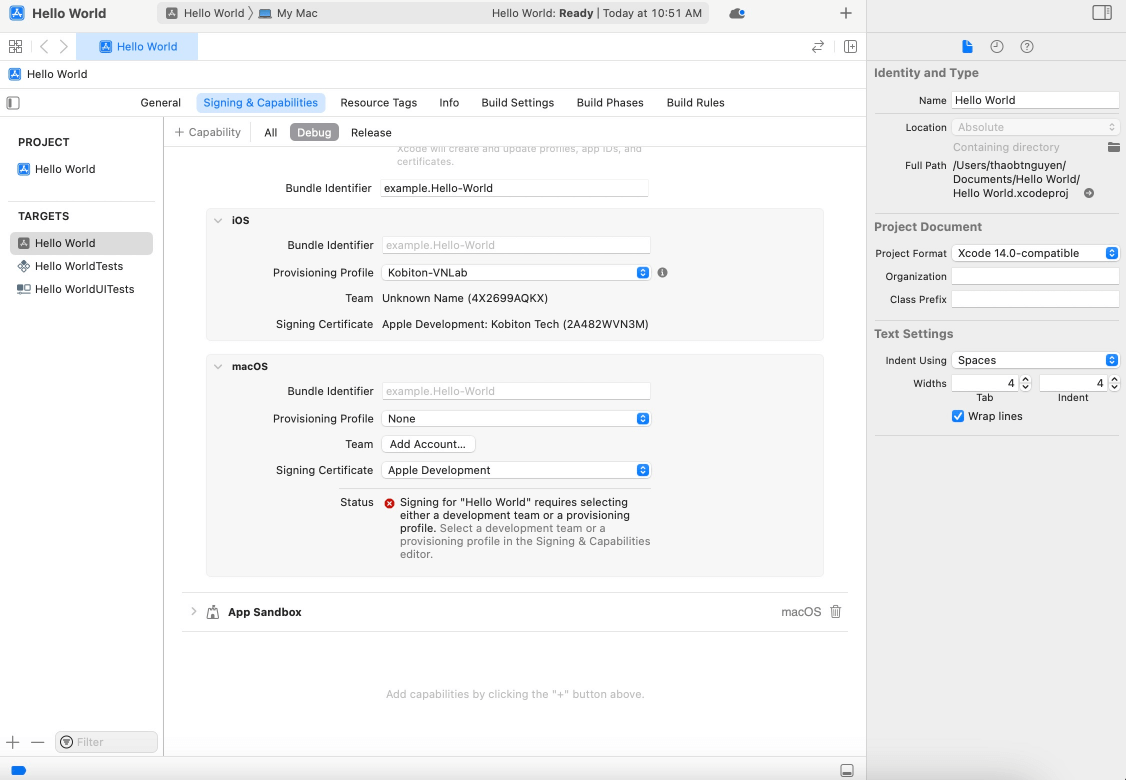 Hello World
Hello World 〉 My Mac
Hello World: Ready | Today at 10:51 AM
Hello World
Hello World
General
Signing & Capabilities
Resource Tags
Info
Build Settings
Build Phases
Build Rules
+ Capability
All
Debug
Release
PROJECT
Hello World
TARGETS
Hello World
Hello WorldTests
Hello WorldUITests
Filter
Xcode will create and update profiles, app IDs, and
certificates.
Bundle Identifier example.Hello-World
iOS
Bundle Identifier example.Hello-World
Provisioning Profile Kobiton-VNLab
Team Unknown Name (4X2699AQKX)
Signing Certificate Apple Development: Kobiton Tech (2A482WVN3M)
macOS
Bundle Identifier example.Hello-World
Provisioning Profile None
Team Add Account...
Signing Certificate Apple Development
Status Signing for "Hello World" requires selecting
either a development team or a provisioning
profile. Select a development team or a
provisioning profile in the Signing & Capabilities
editor.
App Sandbox macOS
Add capabilities by clicking the "+" button above.
Identity and Type
Name Hello World
Location Absolute
Containing directory
Full Path /Users/thaobtnguyen/
Documents/Hello World/
Hello World.xcodeproj
Project Document
Project Format Xcode 14.0-compatible
Organization
Class Prefix
Text Settings
Indent Using Spaces
Widths 4 4
Tab Indent
Wrap lines